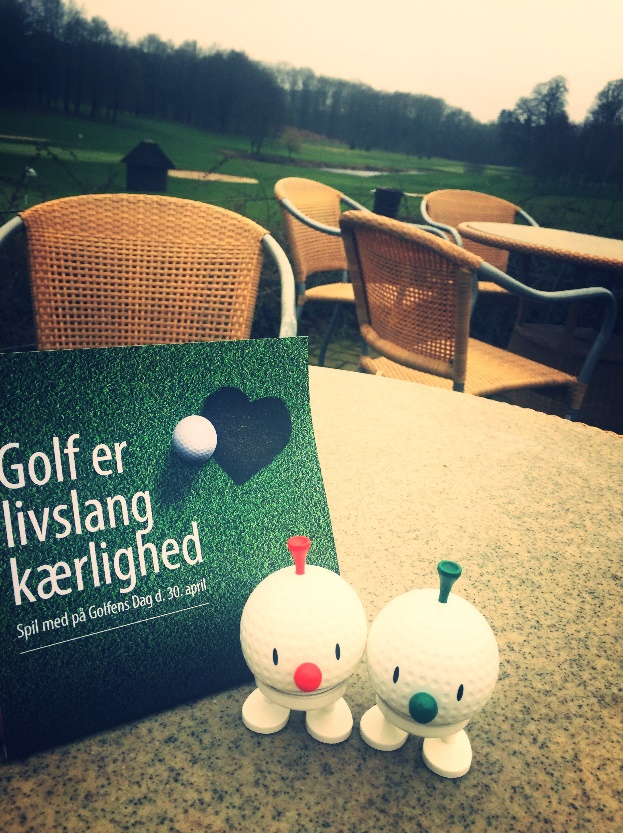 Golf er
livslang
kærlighed
Spil med på Golfens Dag d. 30. april